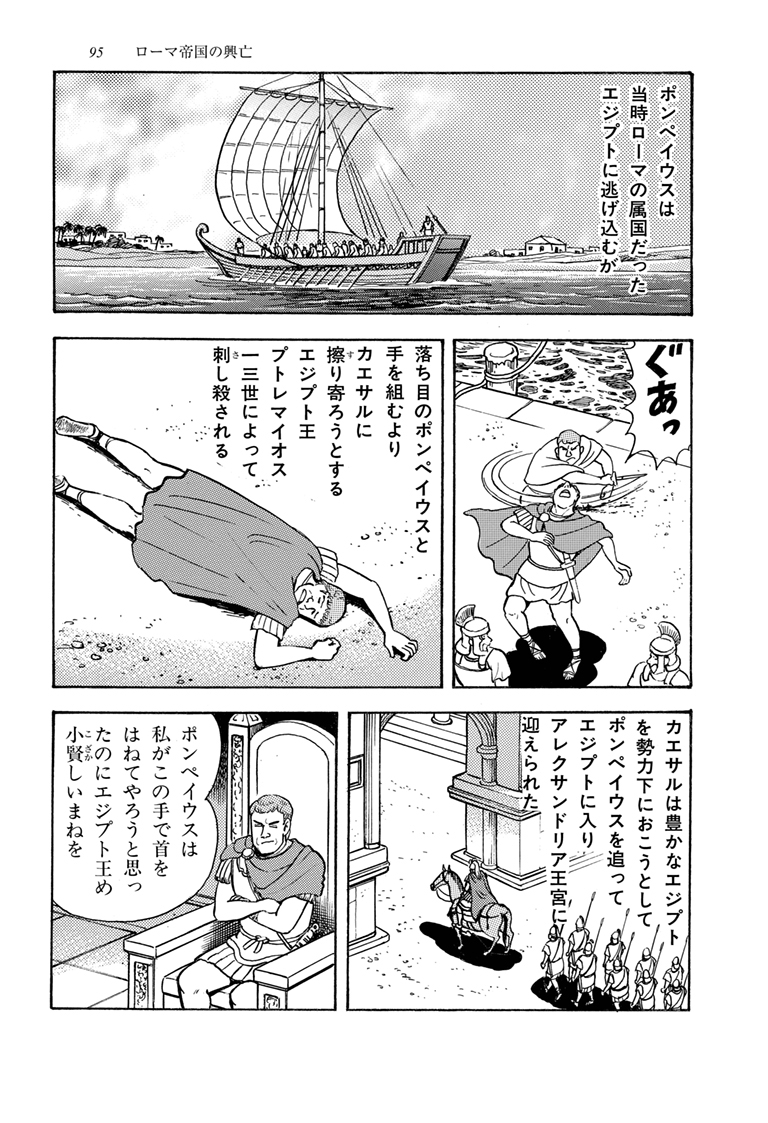 95 ローマ帝国の興亡
ポンペイウスは
当時ローマの属国だった
エジプトに逃げ込むが
ぐあっ
落ち目のポンペイウスと
手を組むより
カエサルに
擦り寄ろうとする
エジプト王
プトレマイオス
一三世によって
刺し殺される
カエサルは豊かなエジプト
を勢力下におこうとして
ポンペイウスを追って
エジプトに入り
アレクサンドリア王宮に
迎えられた
ポンペイウスは
私がこの手で首を
はねてやろうと思っ
たのにエジプト王め
小賢しいまねを